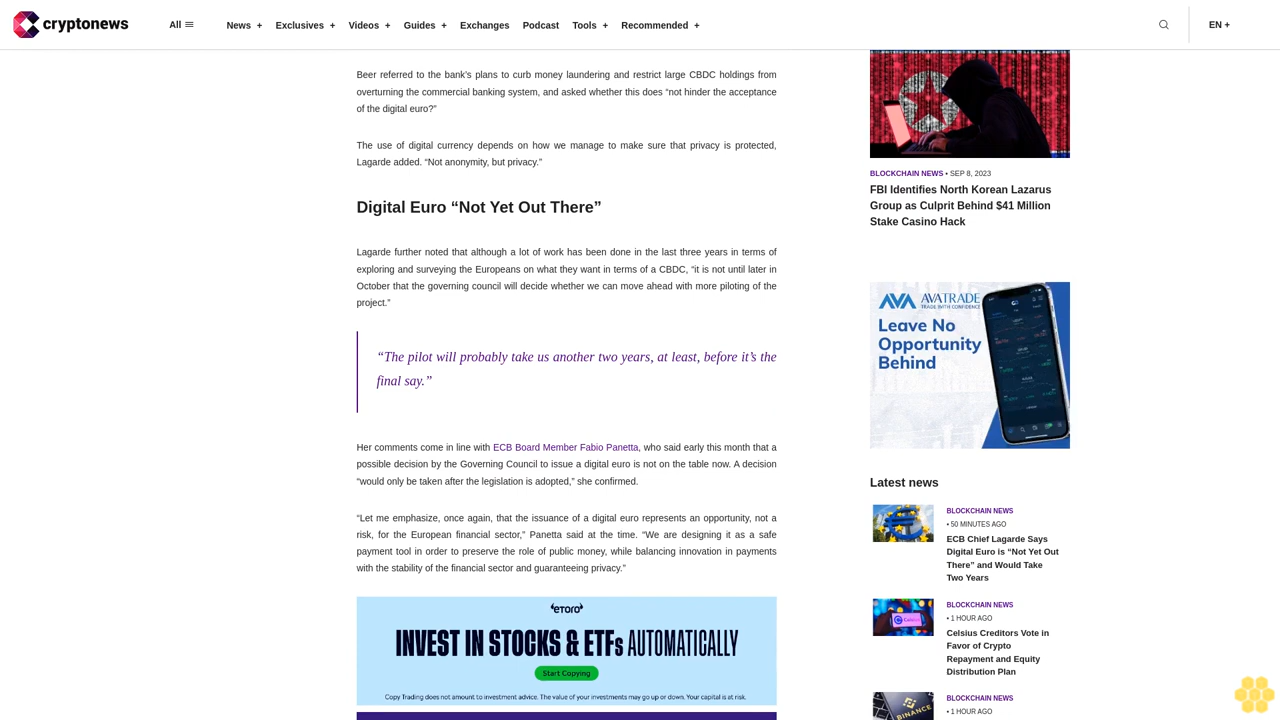 cryptonews
All
News + Exclusives + Videos + Guides + Exchanges Podcast Tools + Recommended +
EN +
Beer referred to the bank’s plans to curb money laundering and restrict large CBDC holdings from
overturning the commercial banking system, and asked whether this does “not hinder the acceptance
of the digital euro?”
The use of digital currency depends on how we manage to make sure that privacy is protected,
Lagarde added. “Not anonymity, but privacy.”
Digital Euro “Not Yet Out There”
Lagarde further noted that although a lot of work has been done in the last three years in terms of
exploring and surveying the Europeans on what they want in terms of a CBDC, “it is not until later in
October that the governing council will decide whether we can move ahead with more piloting of the
project.”
“The pilot will probably take us another two years, at least, before it’s the
final say.”
Her comments come in line with ECB Board Member Fabio Panetta, who said early this month that a
possible decision by the Governing Council to issue a digital euro is not on the table now. A decision
“would only be taken after the legislation is adopted,” she confirmed.
“Let me emphasize, once again, that the issuance of a digital euro represents an opportunity, not a
risk, for the European financial sector,” Panetta said at the time. “We are designing it as a safe
payment tool in order to preserve the role of public money, while balancing innovation in payments
with the stability of the financial sector and guaranteeing privacy.”
eToro
INVEST IN STOCKS & ETFs AUTOMATICALLY
Start Copying
Copy Trading does not amount to investment advice. The value of your investments may go up or down. Your capital is at risk.
BLOCKCHAIN NEWS • SEP 8, 2023
FBI Identifies North Korean Lazarus
Group as Culprit Behind $41 Million
Stake Casino Hack
AVATRADE
TRADE WITH CONFIDENCE
Leave No
Opportunity
Behind
Latest news
BLOCKCHAIN NEWS
• 50 MINUTES AGO
ECB Chief Lagarde Says
Digital Euro is “Not Yet Out
There” and Would Take
Two Years
BLOCKCHAIN NEWS
• 1 HOUR AGO
Celsius Creditors Vote in
Favor of Crypto
Repayment and Equity
Distribution Plan
Celsius
BLOCKCHAIN NEWS
• 1 HOUR AGO
BINANCE